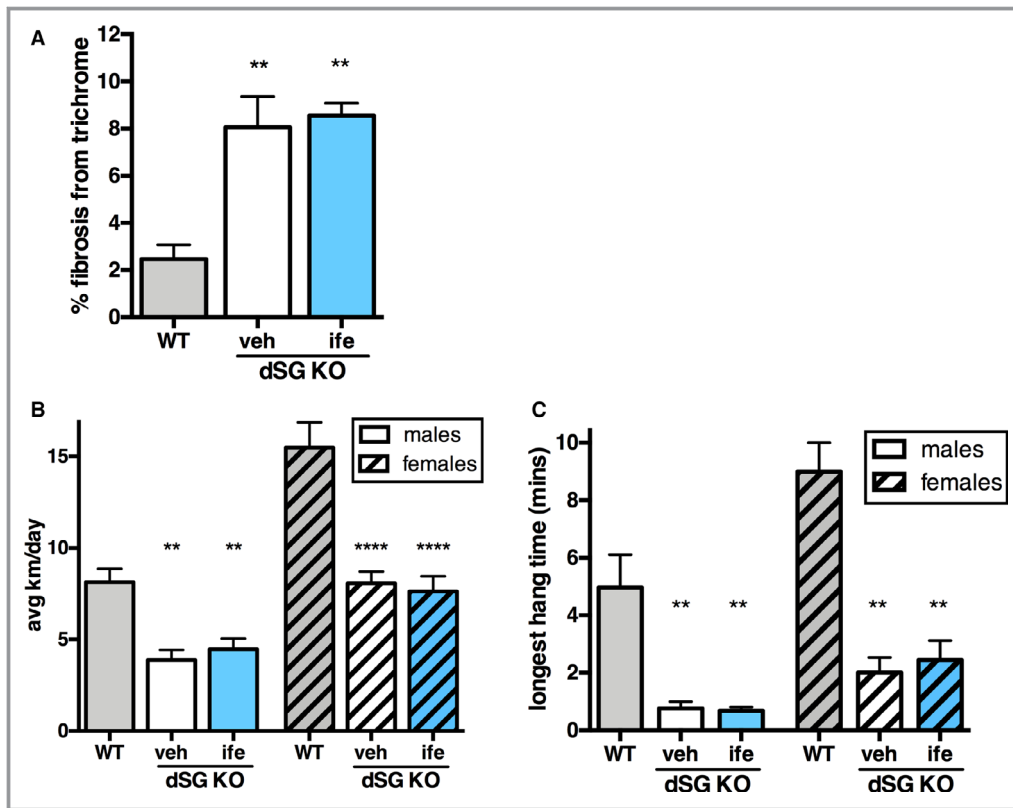 A
% fibrosis from trichrome
12
10
8
6
4
2
0
** **
WT veh ife
dSG KO
B
avg km/day
15
10
5
0
males
females
** ** **** ****
WT veh ife WT veh ife
dSG KO dSG KO
C
longest hang time (mins)
10
8
6
4
2
0
males
females
** ** ** **
WT veh ife WT veh ife
dSG KO dSG KO